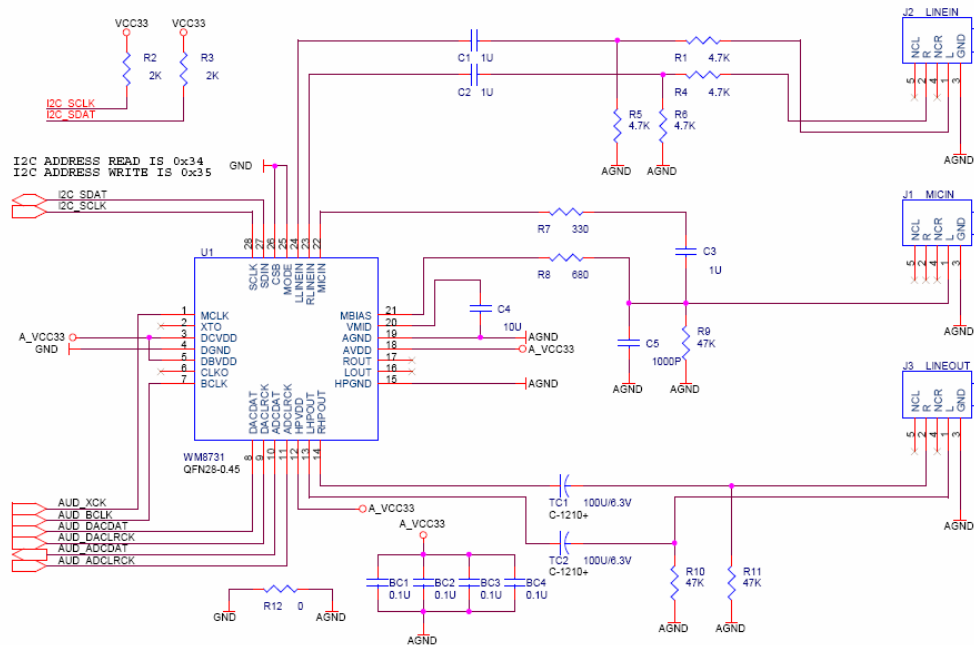 VCC33 VCC33
R2 2K
R3 2K
I2C_SCLK
I2C_SDAT
I2C ADDRESS READ IS 0x34
I2C ADDRESS WRITE IS 0x35
GND
I2C_SDAT
I2C_SCLK
C1 1U
C2 1U
R1 4.7K
R4 4.7K
R5 4.7K
R6 4.7K
AGND AGND
J2 LINEIN
NCL R NCR L GND
5 2 4 1 3
AGND
J1 MICIN
NCL R NCR L GND
5 2 4 1 3
AGND
R7 330
R8 680
C3 1U
C4 10U
C5 1000P
R9 47K
AGND AGND
U1
28 27 26 25 24 23 22
SCLK SDIN CSB MODE LLINEIN RLINEIN MICIN
1 MCLK
2 XTO
3 DCVDD
4 DGND
5 DBVDD
6 CLKO
7 BCLK
A_VCC33
GND
MBIAS 21
VMID 20
AGND 19
AVDD 18
ROUT 17
LOUT 16
HPGND 15
AGND
A_VCC33
AGND
DACDAT DACLRCK ADCDAT ADCLRCK HPVDD LHPOUT RHPOUT
8 9 10 11 12 13 14
WM8731
QFN28-0.45
J3 LINEOUT
NCL R NCR L GND
5 2 4 1 3
AGND
AUD_XCK
AUD_BCLK
AUD_DACDAT
AUD_DACLRCK
AUD_ADCDAT
AUD_ADCLRCK
A_VCC33
TC1 100U/6.3V
C-1210+
TC2 100U/6.3V
C-1210+
R10 47K
R11 47K
AGND AGND
A_VCC33
BC1 0.1U
BC2 0.1U
BC3 0.1U
BC4 0.1U
AGND
R12 0
GND AGND